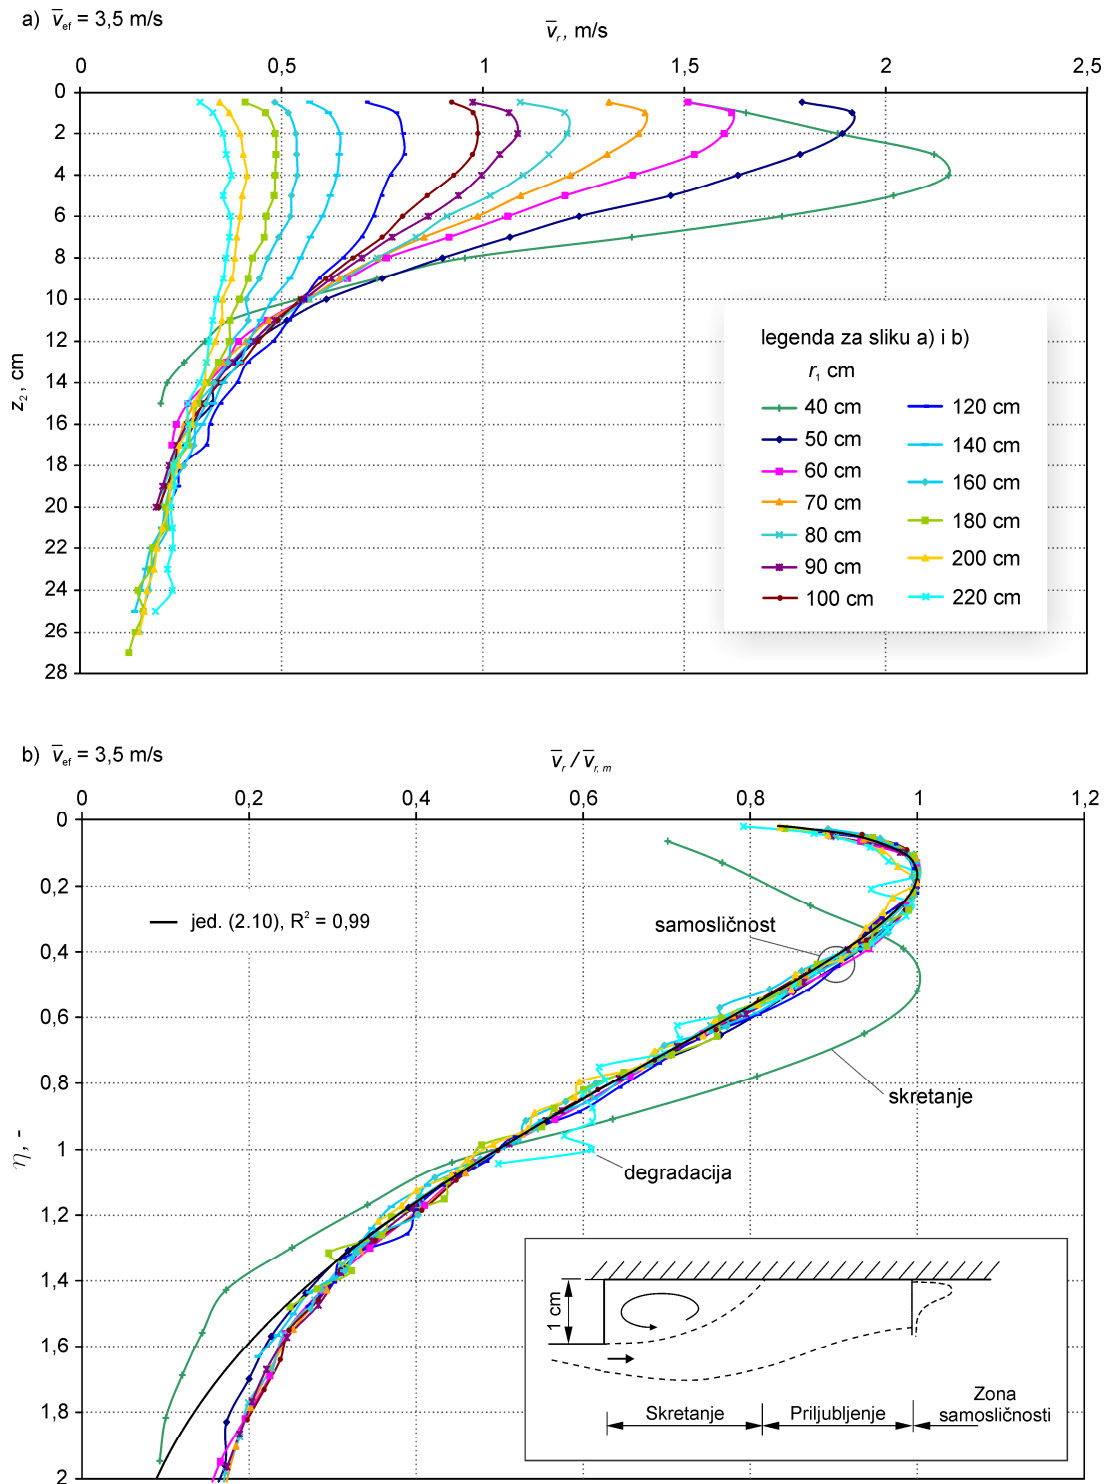 a) v̅ef = 3,5 m/s
v̅r, m/s
0 0,5 1 1,5 2 2,5
0
2
4
6
8
10
12
14
16
18
20
22
24
26
28
z2, cm
legenda za sliku a) i b)
r1 cm
40 cm
50 cm
60 cm
70 cm
80 cm
90 cm
100 cm
120 cm
140 cm
160 cm
180 cm
200 cm
220 cm
b) v̅ef = 3,5 m/s
v̅r / v̅r, m
0 0,2 0,4 0,6 0,8 1 1,2
0
0,2
0,4
0,6
0,8
1
1,2
1,4
1,6
1,8
2
η, -
jed. (2.10), R² = 0,99
samosličnost
skretanje
degradacija
1 cm
Skretanje
Priljubljenje
Zona
samosličnosti